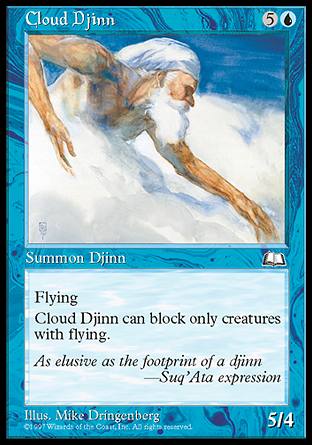 Cloud Djinn 5
Summon Djinn
Flying
Cloud Djinn can block only creatures
with flying.
As elusive as the footprint of a djinn
—Suq'Ata expression
Illus. Mike Dringenberg
©1997 Wizards of the Coast, Inc. All rights reserved.
5/4